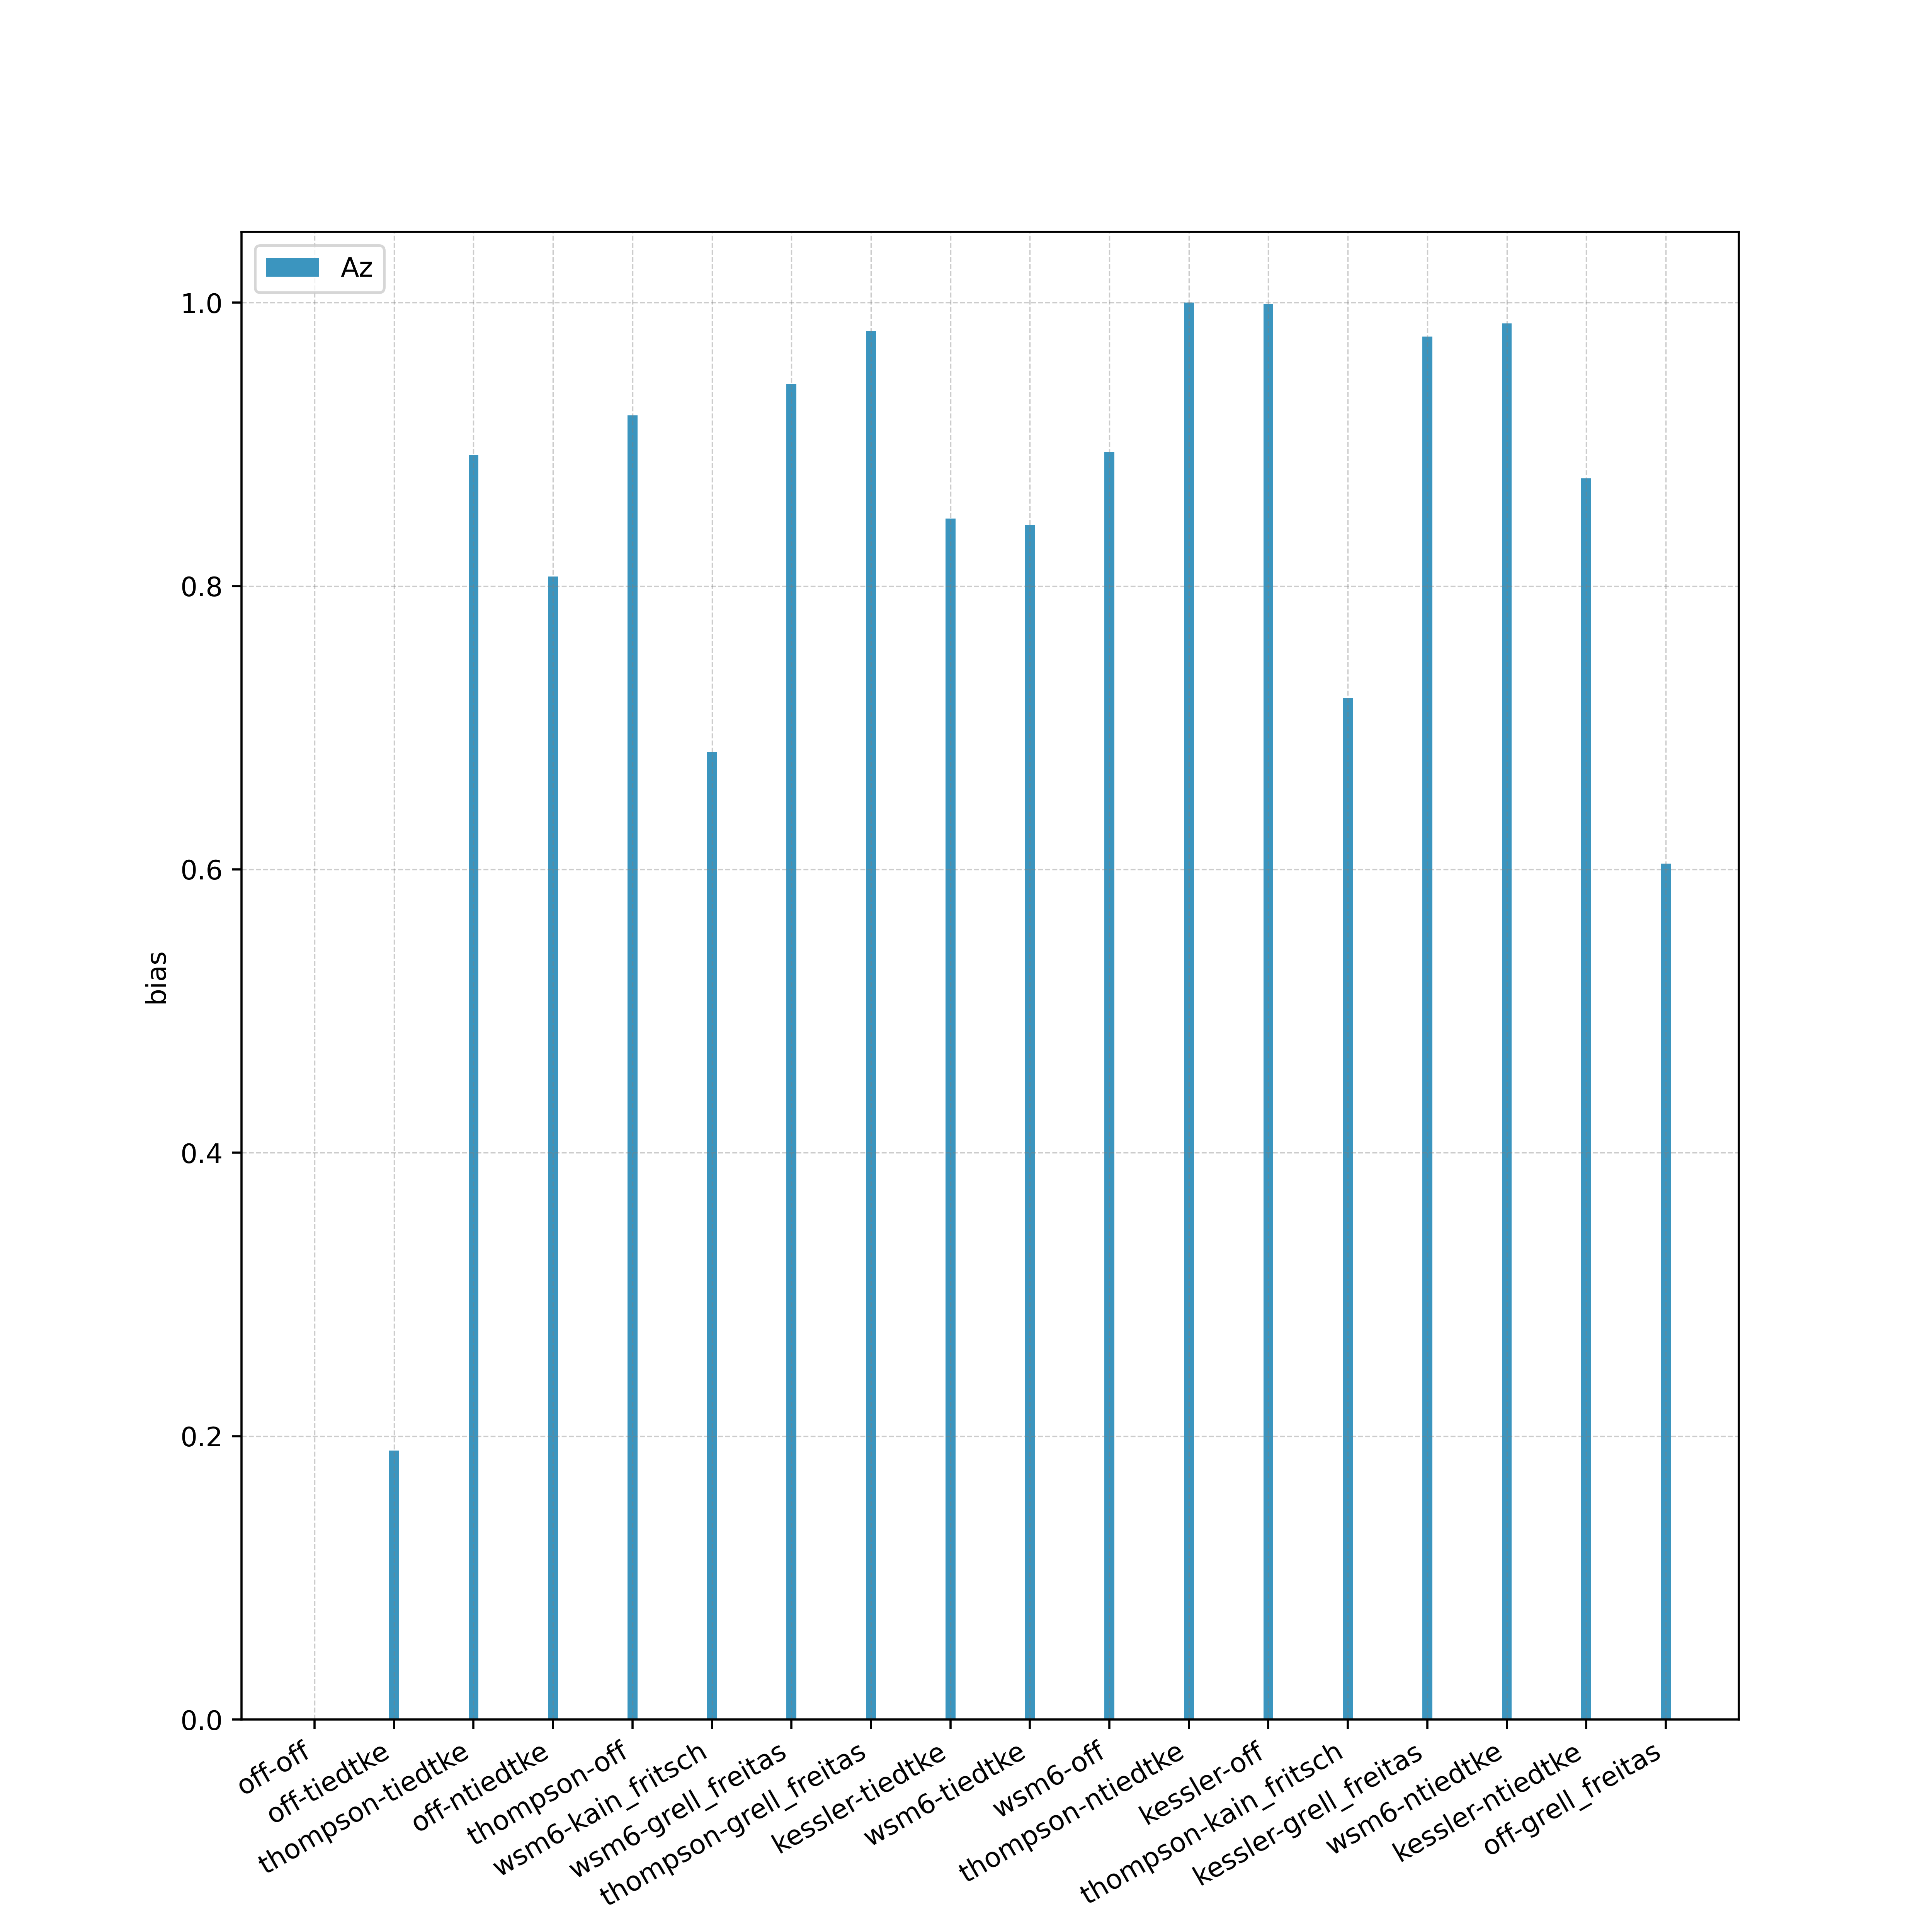 Az
1.0
0.8
0.6
0.4
0.2
0.0
bias
off-off
off-tiedtke
thompson-tiedtke
off-ntiedtke
thompson-off
wsm6-kain_fritsch
wsm6-grell_freitas
thompson-grell_freitas
kessler-tiedtke
wsm6-tiedtke
wsm6-off
thompson-ntiedtke
kessler-off
thompson-kain_fritsch
kessler-grell_freitas
wsm6-ntiedtke
kessler-ntiedtke
off-grell_freitas